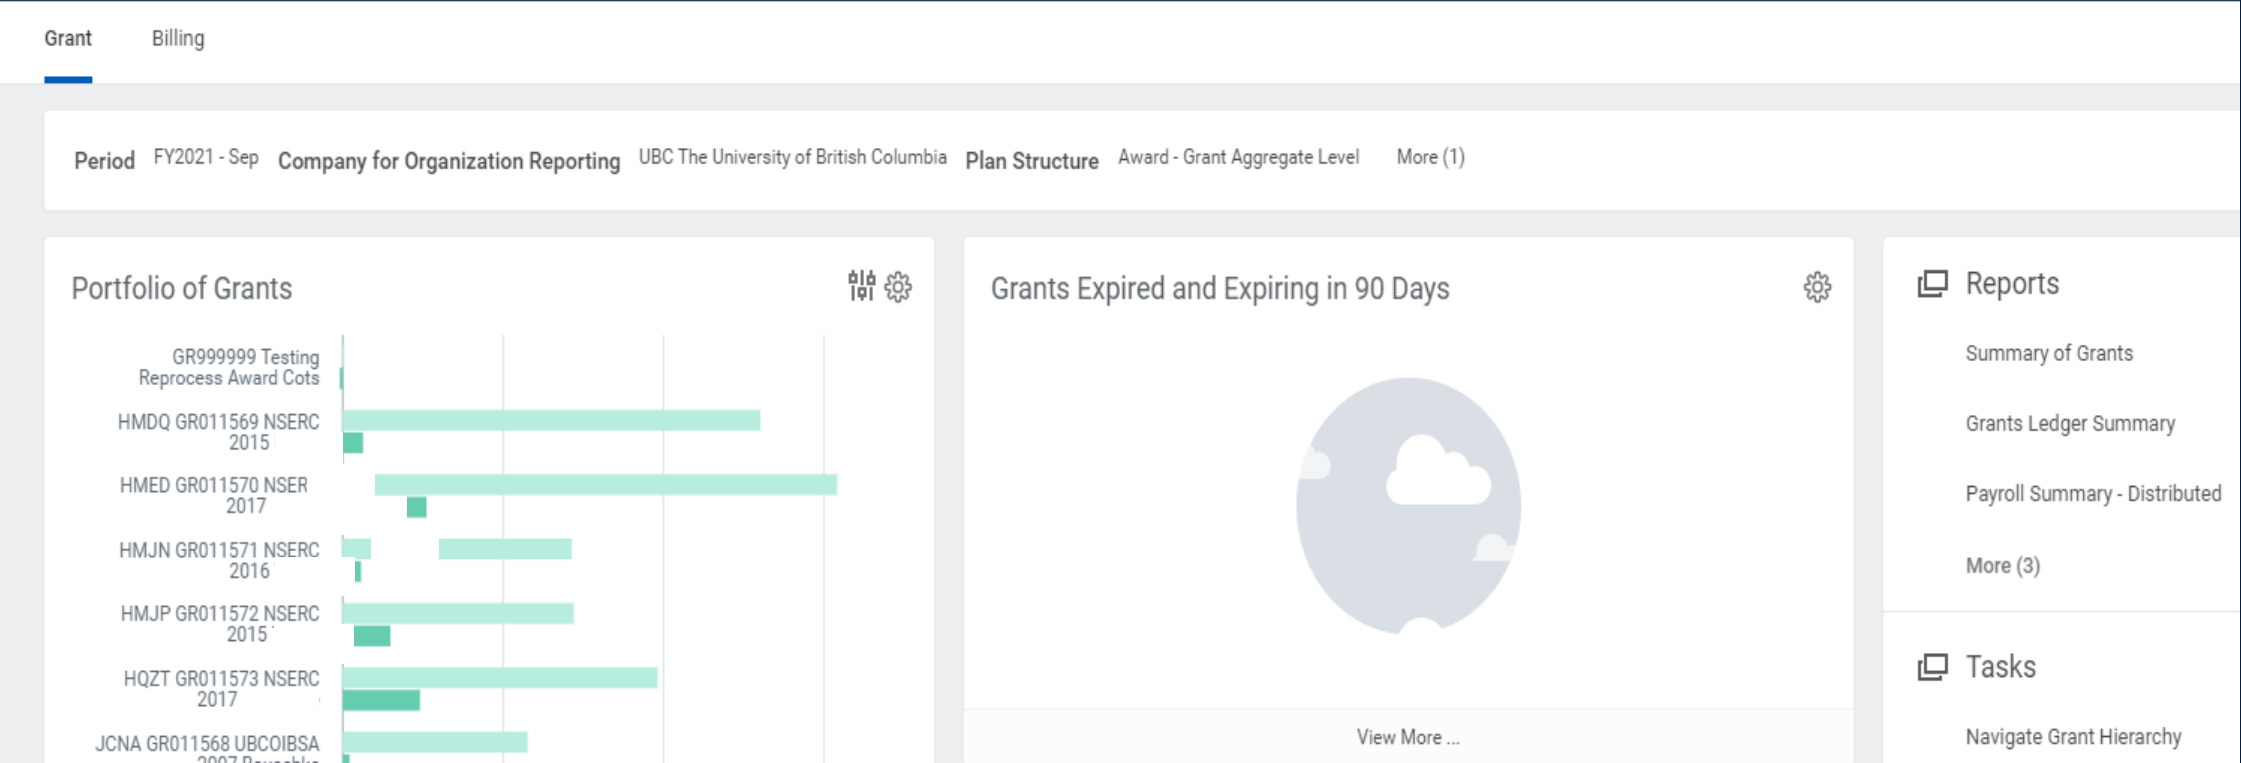 Grant Billing
Period FY2021 - Sep Company for Organization Reporting UBC The University of British Columbia Plan Structure Award - Grant Aggregate Level More (1)
Portfolio of Grants
GR999999 Testing
Reprocess Award Cots
HMDQ GR011569 NSERC
2015
HMED GR011570 NSER
2017
HMJN GR011571 NSERC
2016
HMJP GR011572 NSERC
2015
HQZT GR011573 NSERC
2017
JCNA GR011568 UBCOIBSA
Grants Expired and Expiring in 90 Days
View More ...
Reports
Summary of Grants
Grants Ledger Summary
Payroll Summary - Distributed
More (3)
Tasks
Navigate Grant Hierarchy